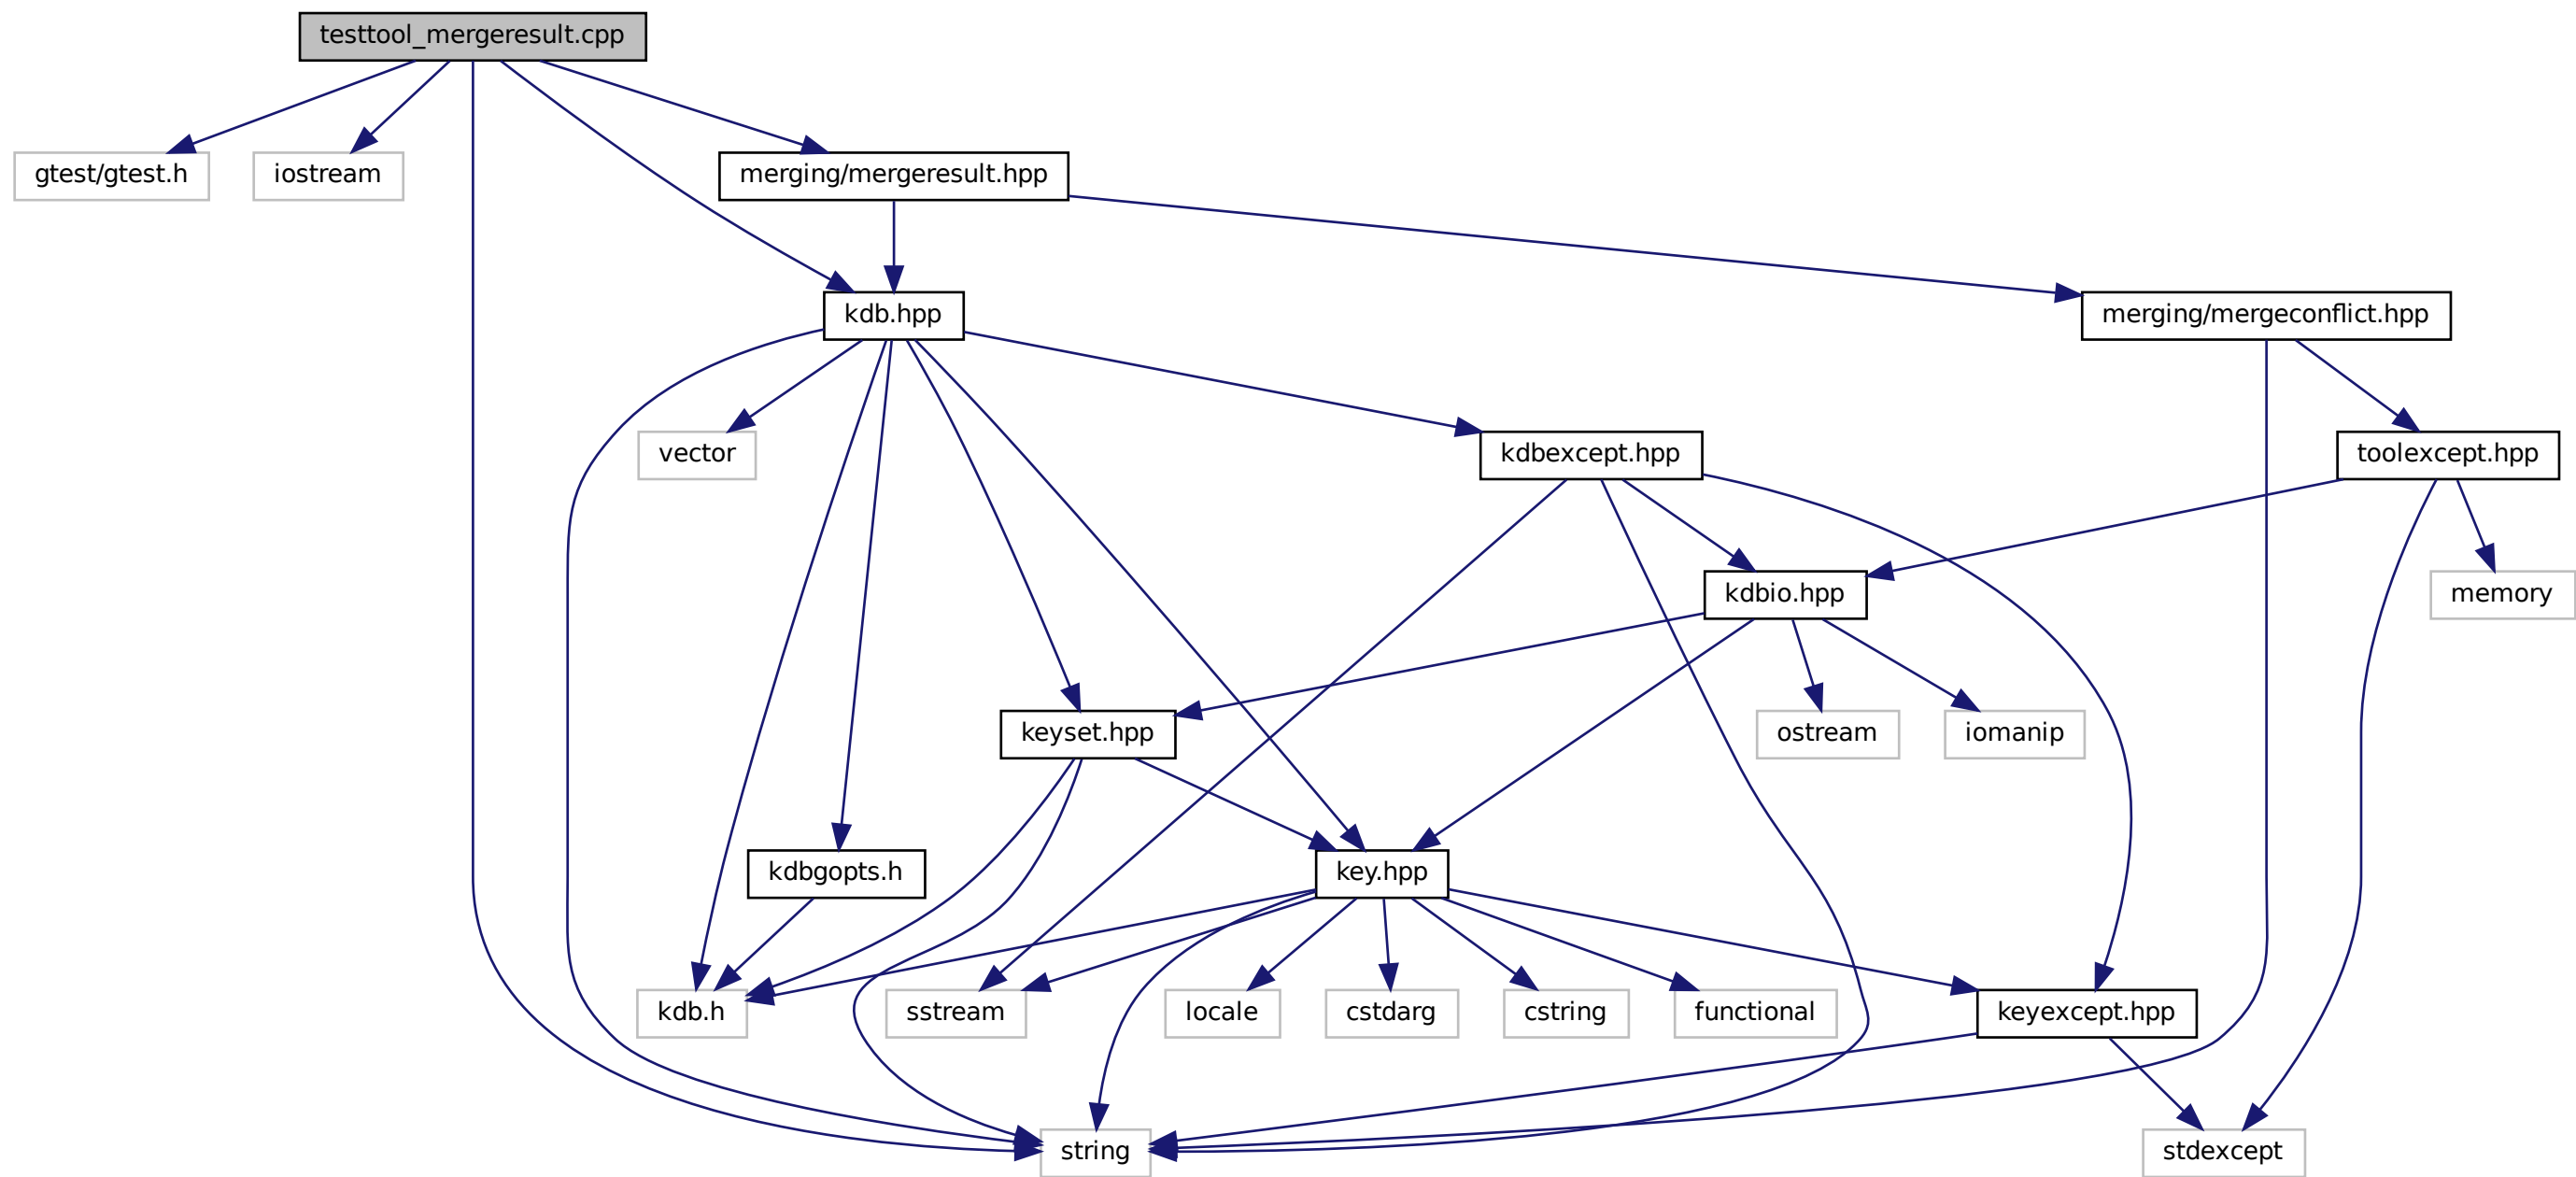 testtool_mergeresult.cpp
gtest/gtest.h
iostream
merging/mergeresult.hpp
kdb.hpp
merging/mergeconflict.hpp
vector
kdbexcept.hpp
toolexcept.hpp
kdbio.hpp
memory
keyset.hpp
ostream
iomanip
kdbgopts.h
key.hpp
kdb.h
sstream
locale
cstdarg
cstring
functional
keyexcept.hpp
string
stdexcept